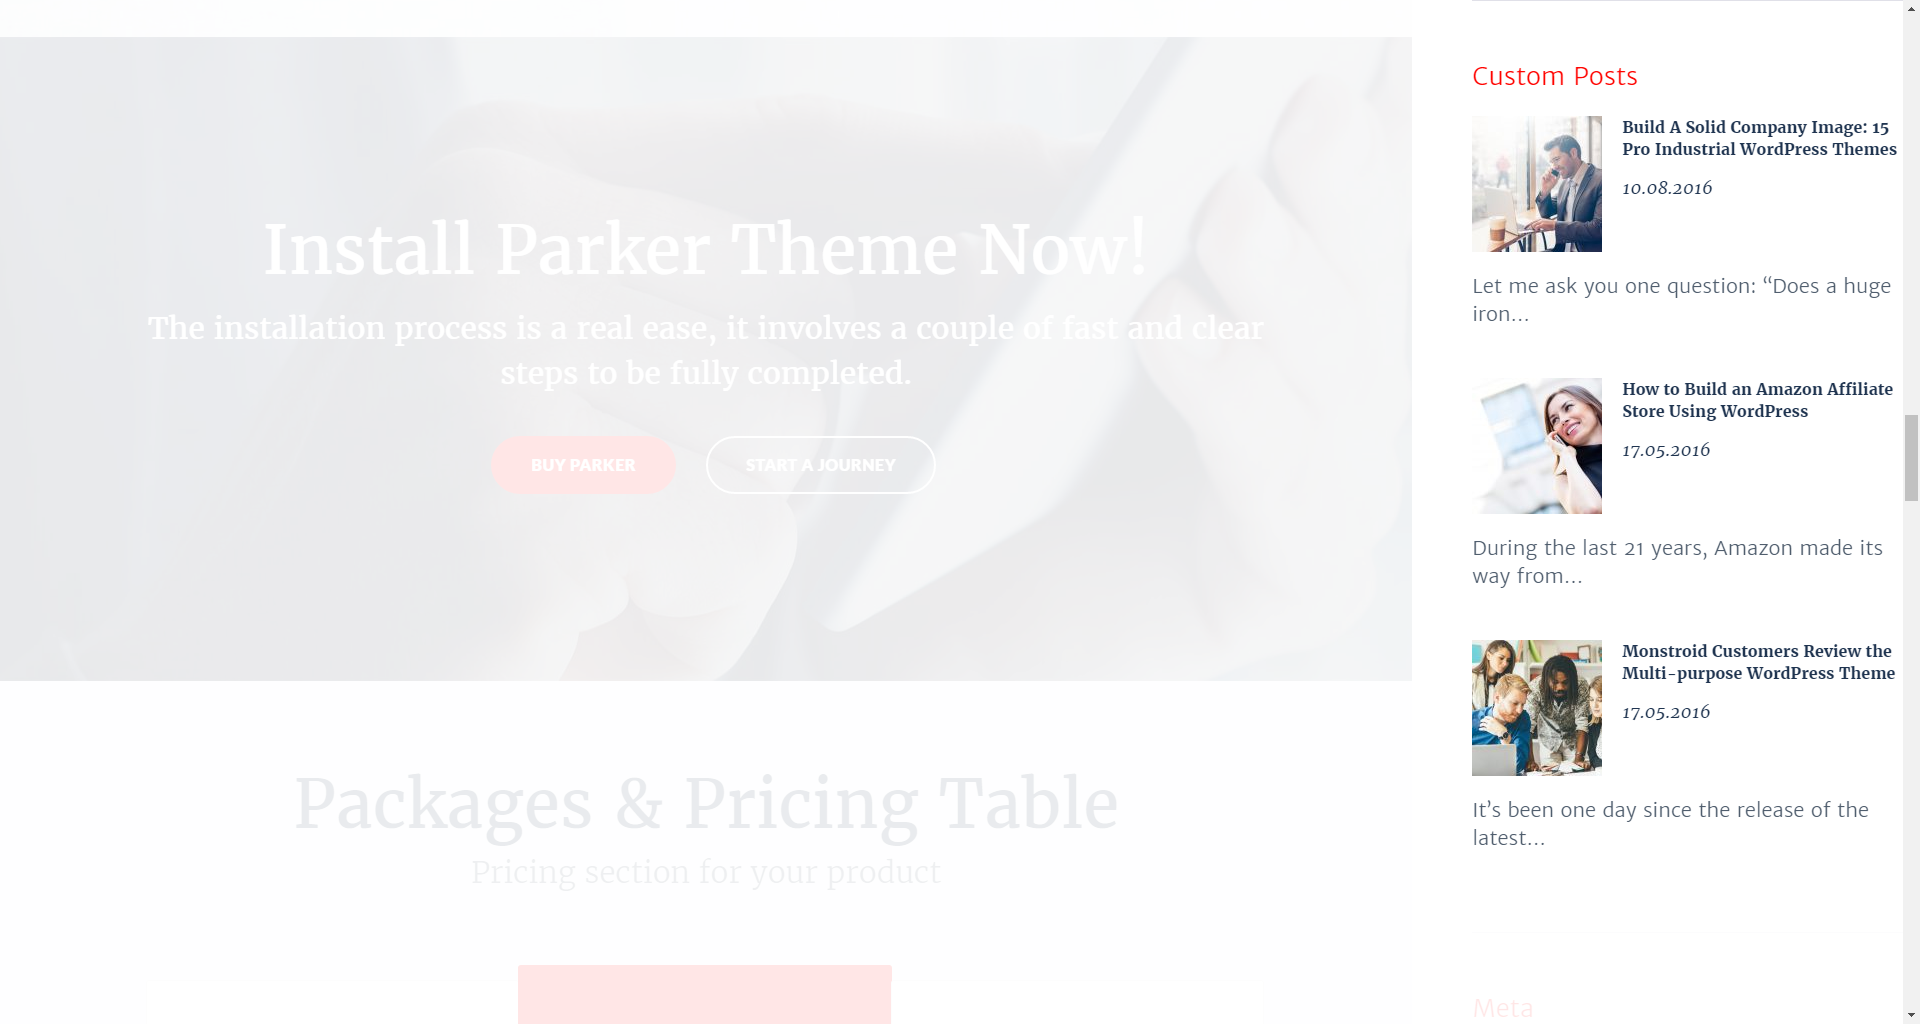 Install Parker Theme Now!
The installation process is a real ease, it involves a couple of fast and clear
steps to be fully completed.
BUY PARKER
START A JOURNEY
Packages & Pricing Table
Pricing section for your product
Custom Posts
Build A Solid Company Image: 15
Pro Industrial WordPress Themes
10.08.2016
Let me ask you one question: “Does a huge
iron...
How to Build an Amazon Affiliate
Store Using WordPress
17.05.2016
During the last 21 years, Amazon made its
way from...
Monstroid Customers Review the
Multi-purpose WordPress Theme
17.05.2016
It’s been one day since the release of the
latest...
Meta